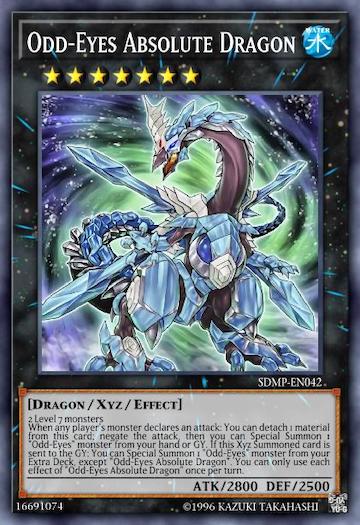 ODD-EYES ABSOLUTE DRAGON
WATER
水
SDMP-EN042
[DRAGON / XYZ / EFFECT]
2 Level 7 monsters
When any player's monster declares an attack: You can detach 1 material
from this card; negate the attack, then you can Special Summon 1
"Odd-Eyes" monster from your hand or GY. If this Xyz Summoned card is
sent to the GY: You can Special Summon 1 "Odd-Eyes" monster from your
Extra Deck, except "Odd-Eyes Absolute Dragon". You can only use each
effect of "Odd-Eyes Absolute Dragon" once per turn.
ATK/2800 DEF/2500
16691074
©1996 KAZUKI TAKAHASHI